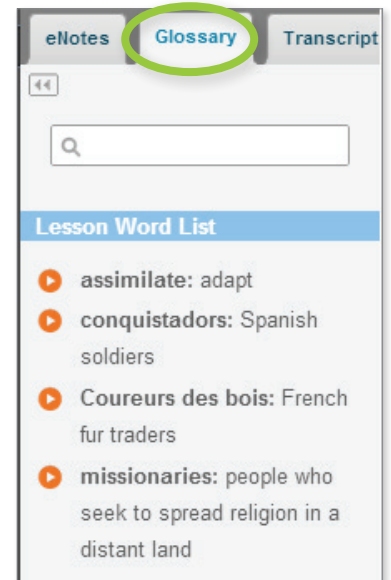 eNotes Glossary Transcript
Lesson Word List
assimilate: adapt
conquistadors: Spanish
soldiers
Coureurs des bois: French
fur traders
missionaries: people who
seek to spread religion in a
distant land